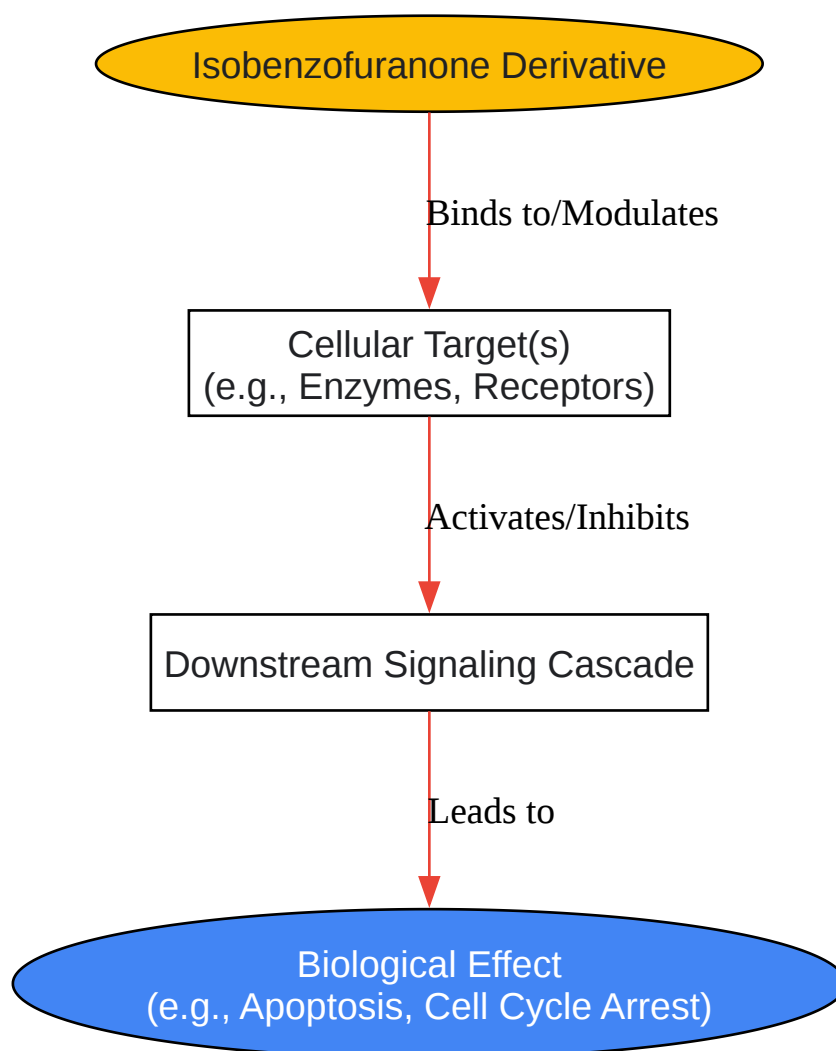 Isobenzofuranone Derivative
Binds to/Modulates
Cellular Target(s)
(e.g., Enzymes, Receptors)
Activates/Inhibits
Downstream Signaling Cascade
Leads to
Biological Effect
(e.g., Apoptosis, Cell Cycle Arrest)